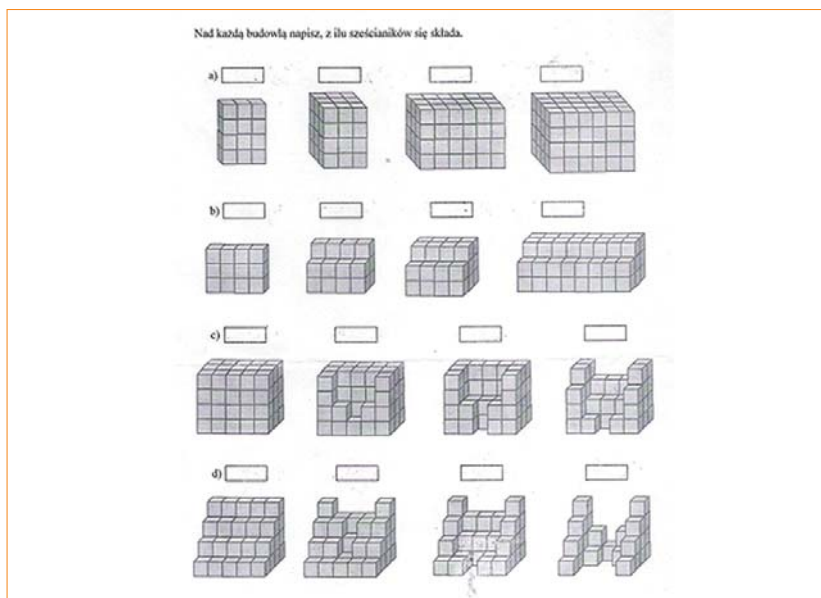 Nad każdą budowlą napisz, z ilu sześcianików się składa.
a)
b)
c)
d)